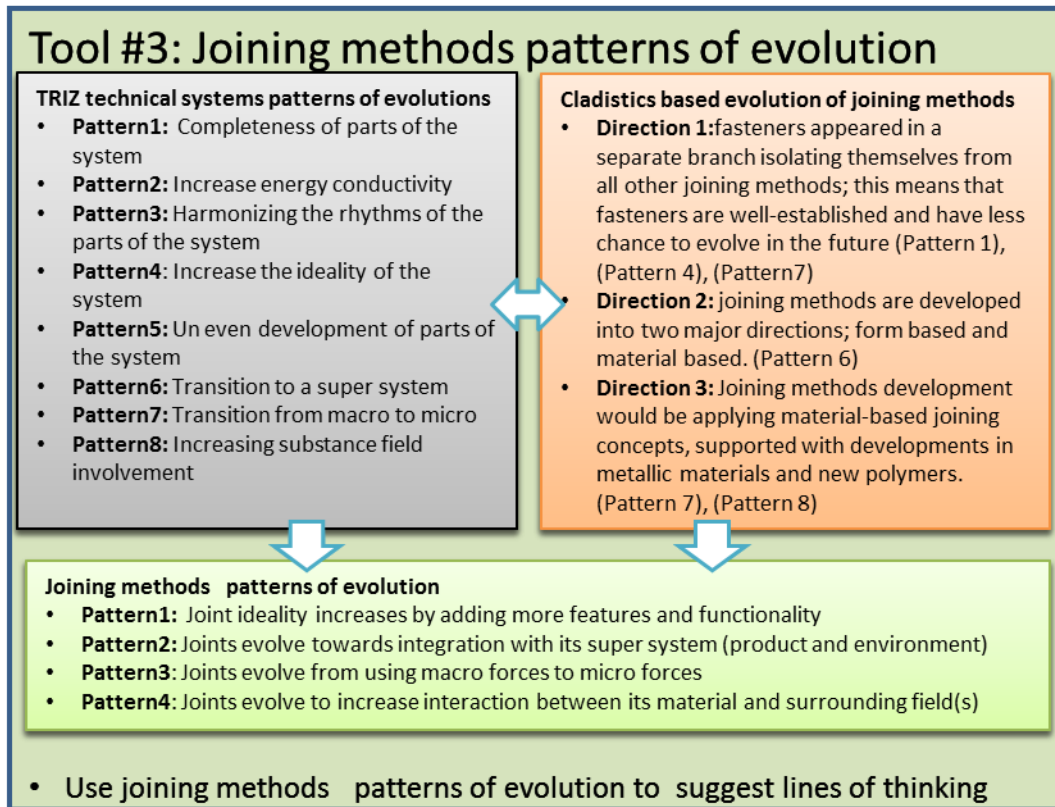 Tool #3: Joining methods patterns of evolution
TRIZ technical systems patterns of evolutions
• Pattern1: Completeness of parts of the
system
• Pattern2: Increase energy conductivity
• Pattern3: Harmonizing the rhythms of the
parts of the system
• Pattern4: Increase the ideality of the
system
• Pattern5: Un even development of parts of
the system
• Pattern6: Transition to a super system
• Pattern7: Transition from macro to micro
• Pattern8: Increasing substance field
involvement
Cladistics based evolution of joining methods
• Direction 1:fasteners appeared in a
separate branch isolating themselves from
all other joining methods; this means that
fasteners are well-established and have less
chance to evolve in the future (Pattern 1),
(Pattern 4), (Pattern7)
• Direction 2: joining methods are developed
into two major directions; form based and
material based. (Pattern 6)
• Direction 3: Joining methods development
would be applying material-based joining
concepts, supported with developments in
metallic materials and new polymers.
(Pattern 7), (Pattern 8)
Joining methods patterns of evolution
• Pattern1: Joint ideality increases by adding more features and functionality
• Pattern2: Joints evolve towards integration with its super system (product and environment)
• Pattern3: Joints evolve from using macro forces to micro forces
• Pattern4: Joints evolve to increase interaction between its material and surrounding field(s)
• Use joining methods patterns of evolution to suggest lines of thinking